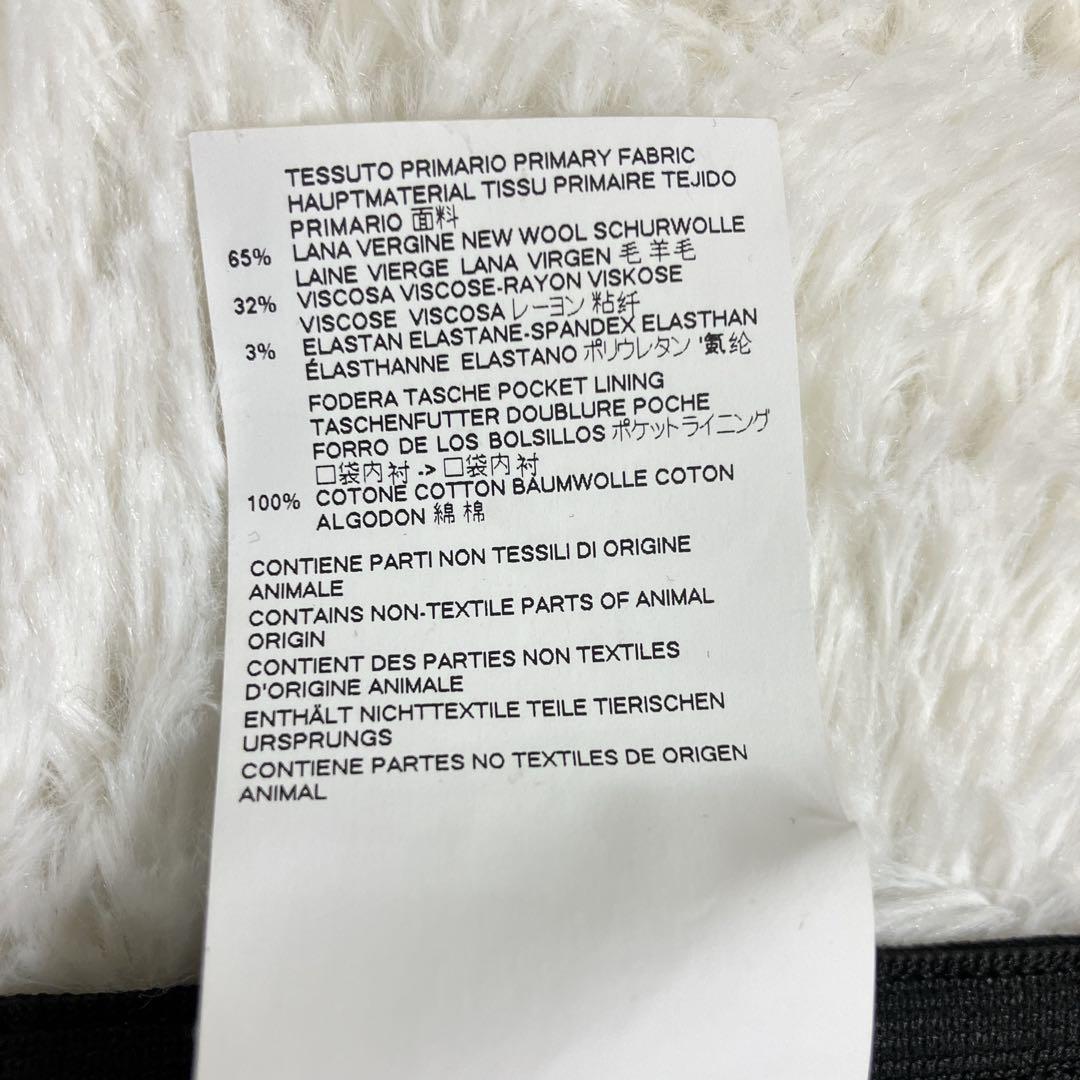 TESSUTO PRIMARIO PRIMARY FABRIC
HAUPTMATERIAL TISSU PRIMAIRE TEJIDO
PRIMARIO 面料
65% LANA VERGINE NEW WOOL SCHURWOLLE
LAINE VIERGE LANA VIRGEN 毛 羊毛
32% VISCOSA VISCOSE-RAYON VISKOSE
VISCOSE VISCOSA レーヨン 粘纤
3% ELASTAN ELASTANE-SPANDEX ELASTHAN
ÉLASTHANNE ELASTANO ポリウレタン '氨纶
FODERA TASCHE POCKET LINING
TASCHENFUTTER DOUBLURE POCHE
FORRO DE LOS BOLSILLOS ポケットライニング
口袋内衬 -> 口袋内衬
100% COTONE COTTON BAUMWOLLE COTON
ALGODON 綿 棉
CONTIENE PARTI NON TESSILI DI ORIGINE
ANIMALE
CONTAINS NON-TEXTILE PARTS OF ANIMAL
ORIGIN
CONTIENT DES PARTIES NON TEXTILES
D'ORIGINE ANIMALE
ENTHÄLT NICHTTEXTILE TEILE TIERISCHEN
URSPRUNGS
CONTIENE PARTES NO TEXTILES DE ORIGEN
ANIMAL